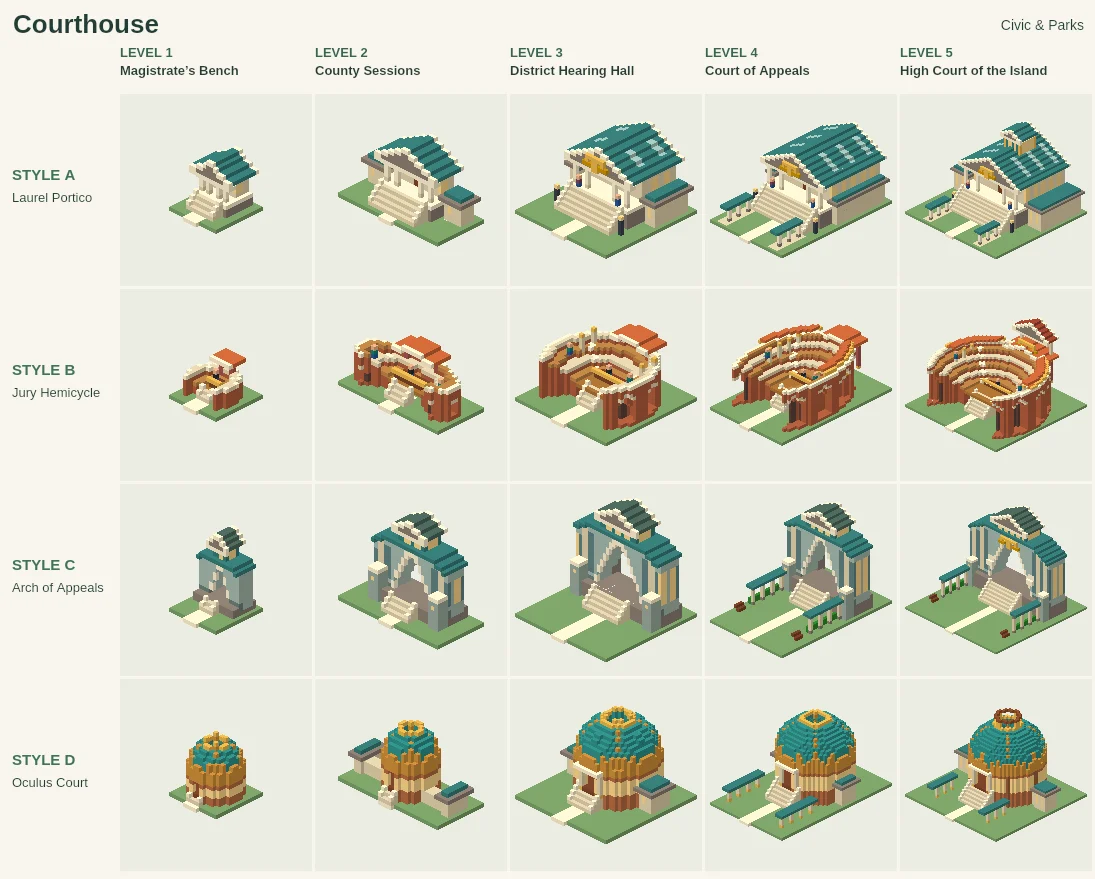 Courthouse
Civic & Parks
LEVEL 1
Magistrate’s Bench
LEVEL 2
County Sessions
LEVEL 3
District Hearing Hall
LEVEL 4
Court of Appeals
LEVEL 5
High Court of the Island
STYLE A
Laurel Portico
STYLE B
Jury Hemicycle
STYLE C
Arch of Appeals
STYLE D
Oculus Court